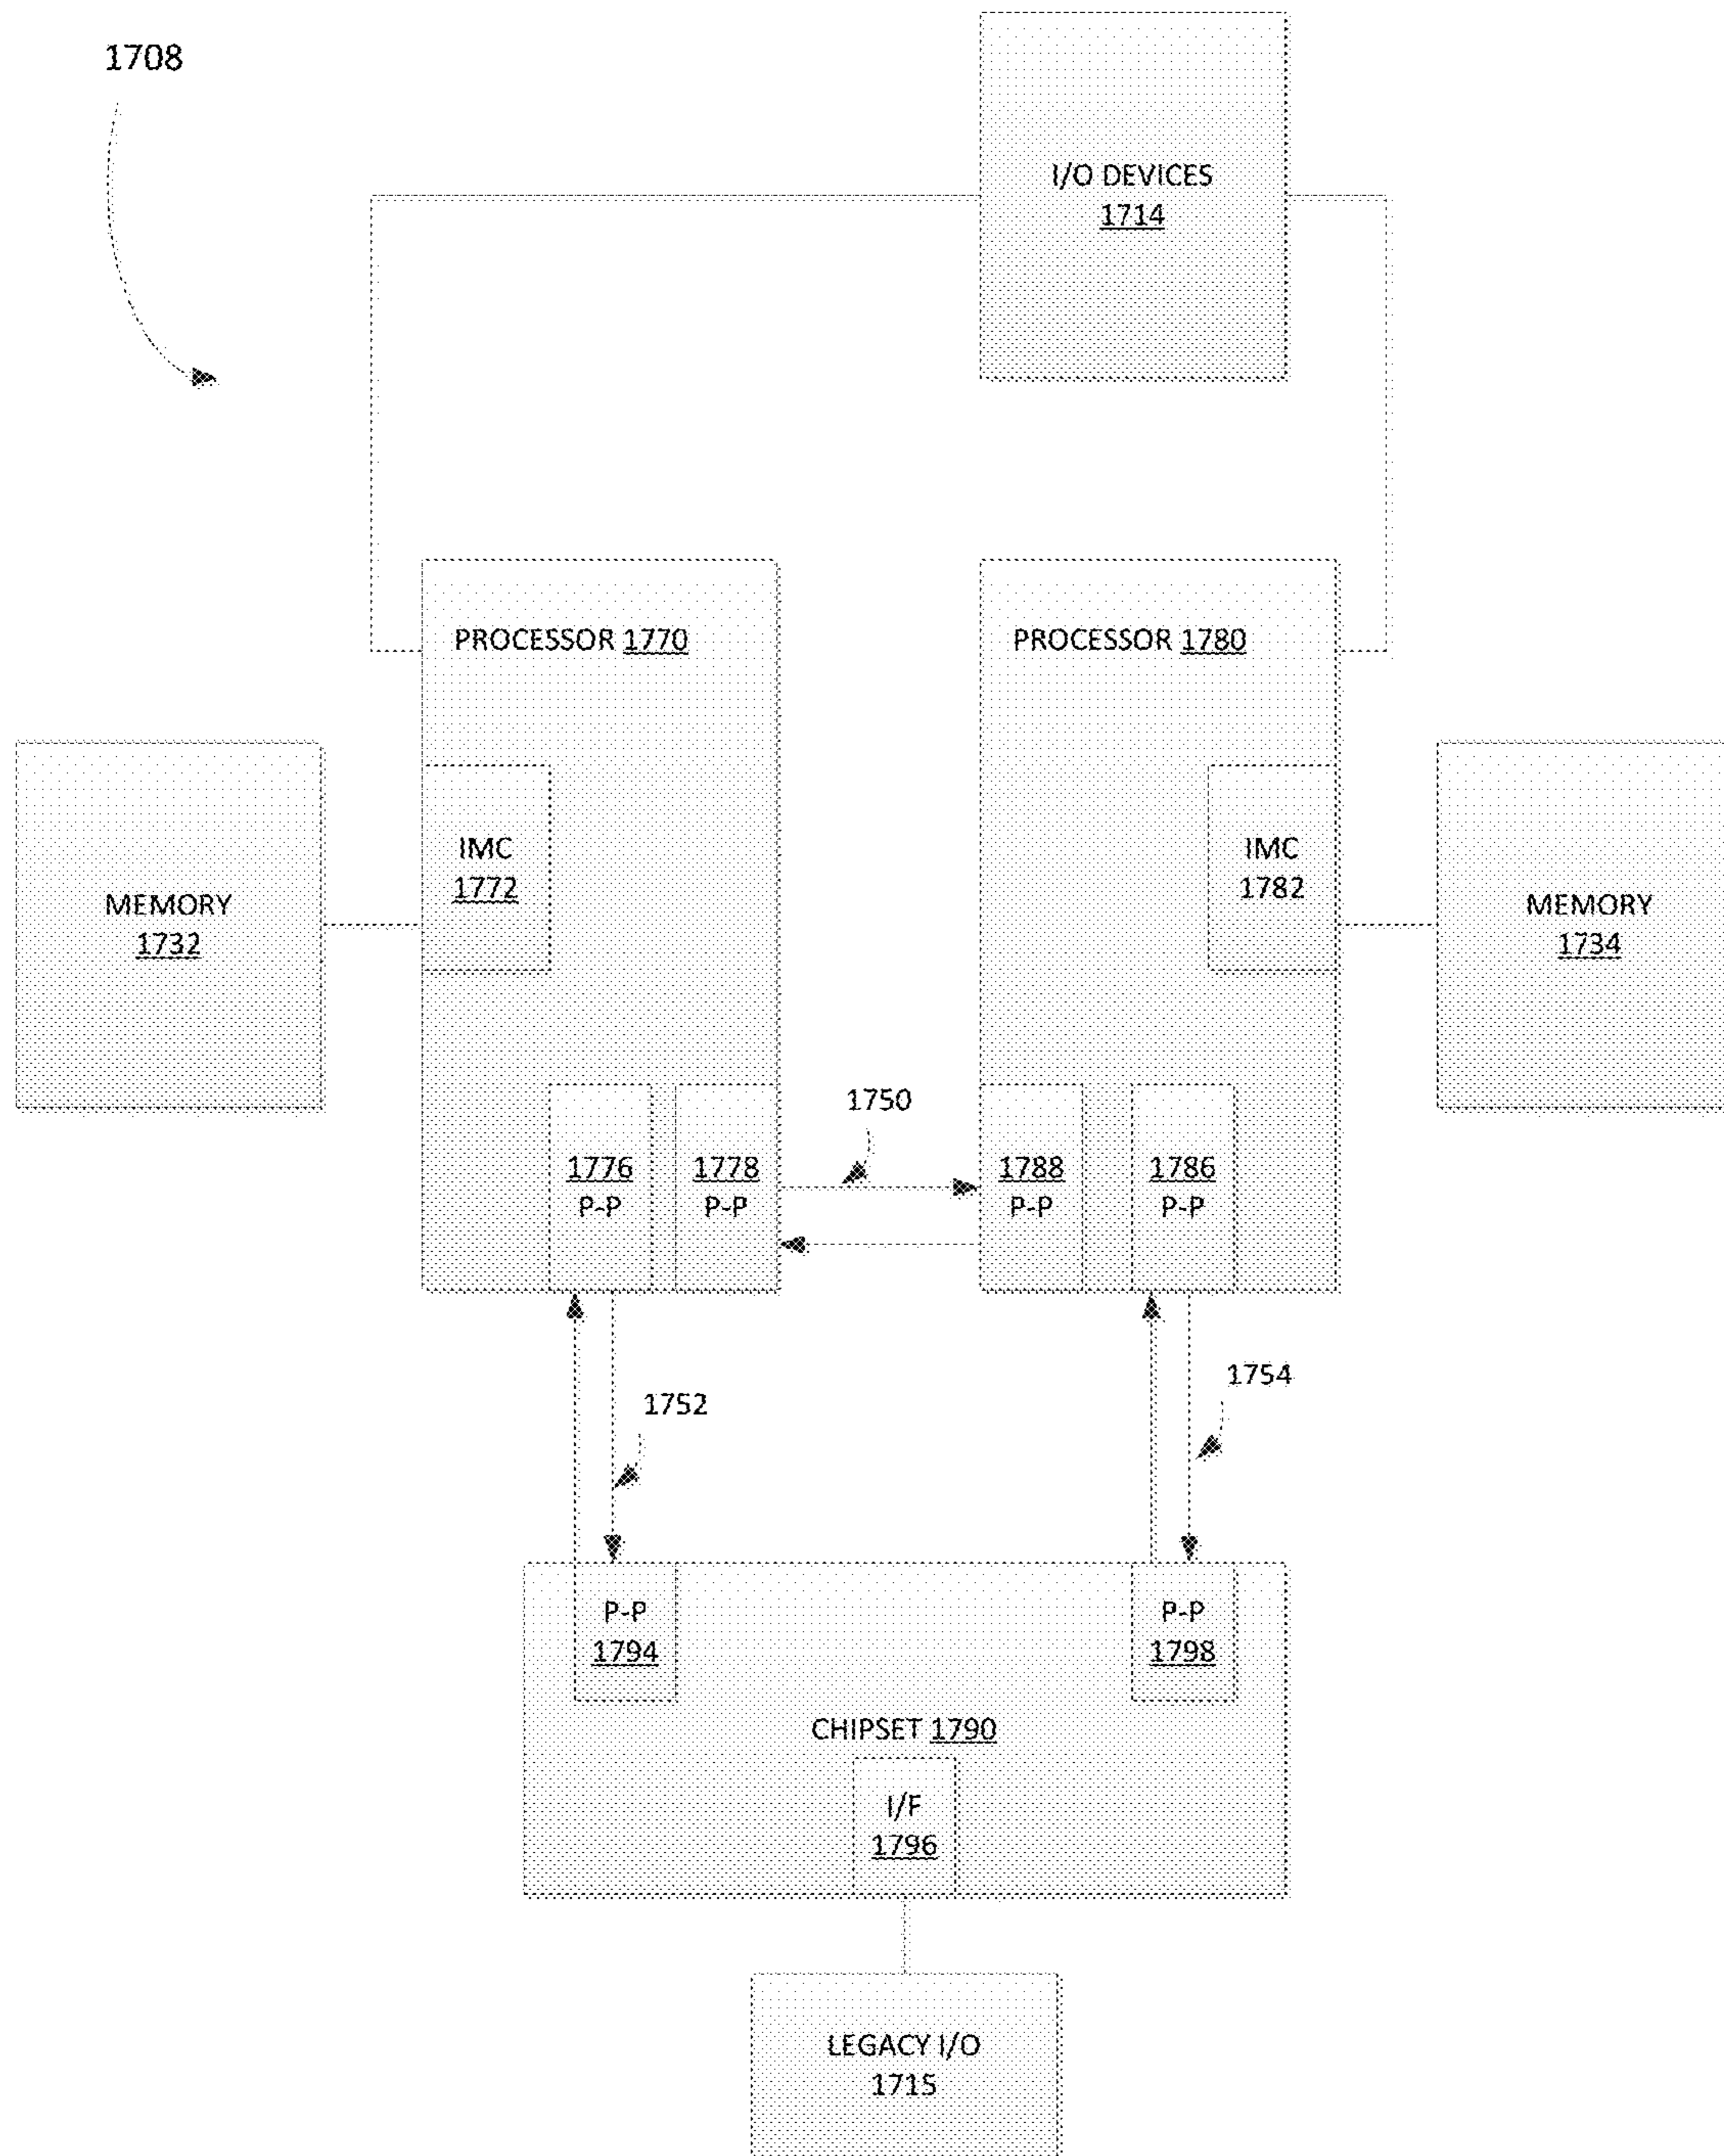 1708
I/O DEVICES
1714
PROCESSOR 1770
PROCESSOR 1780
IMC
1772
IMC
1782
MEMORY
1732
MEMORY
1734
1750
1776
P-P
1778
P-P
1788
P-P
1786
P-P
1752
1754
P-P
1794
P-P
1798
CHIPSET 1790
I/F
1796
LEGACY I/O
1715